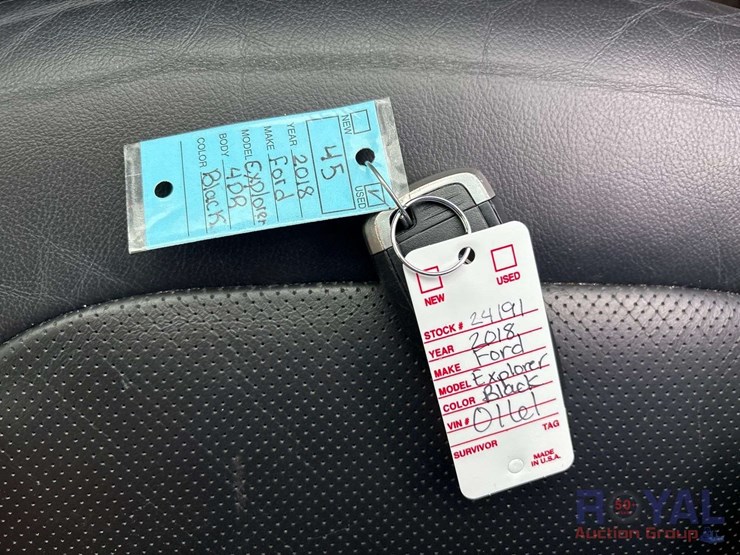 NEW
USED ✓
45
YEAR 2018
MAKE Ford
MODEL Explorer
BODY 4DR
COLOR Black
NEW
USED
STOCK # 24191
YEAR 2018
MAKE Ford
MODEL Explorer
COLOR Black
VIN #
SURVIVOR TAG
MADE
IN U.S.A.
ROYAL
Auction Group